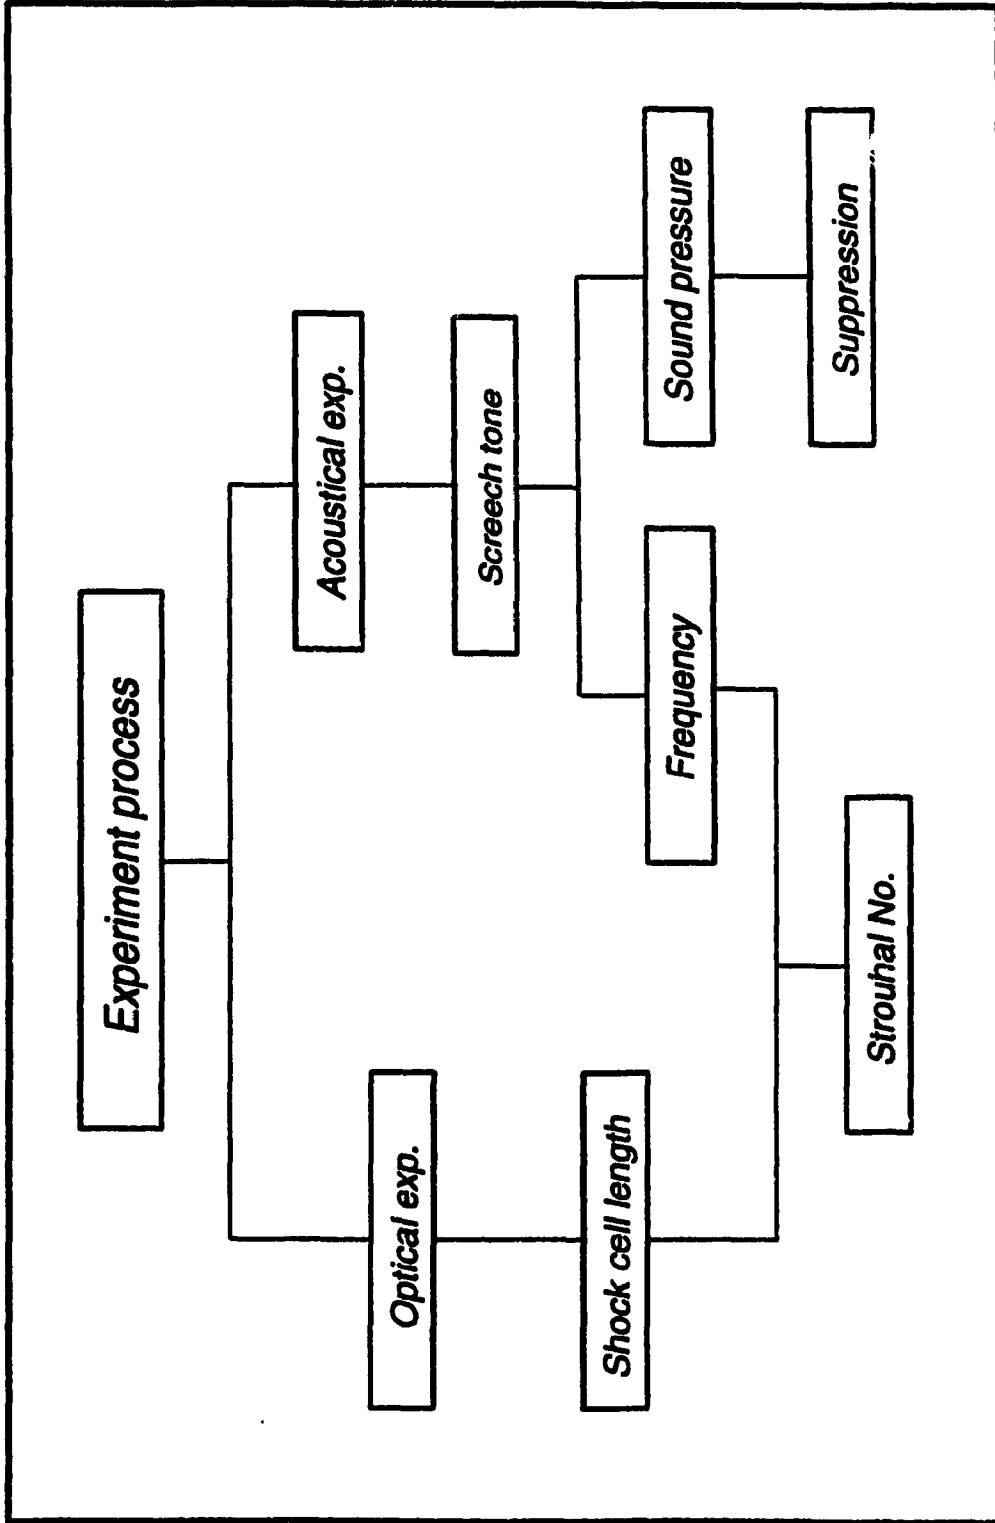 Experiment process
Optical exp.
Acoustical exp.
Shock cell length
Screech tone
Frequency
Sound pressure
Strouhal No.
Suppression